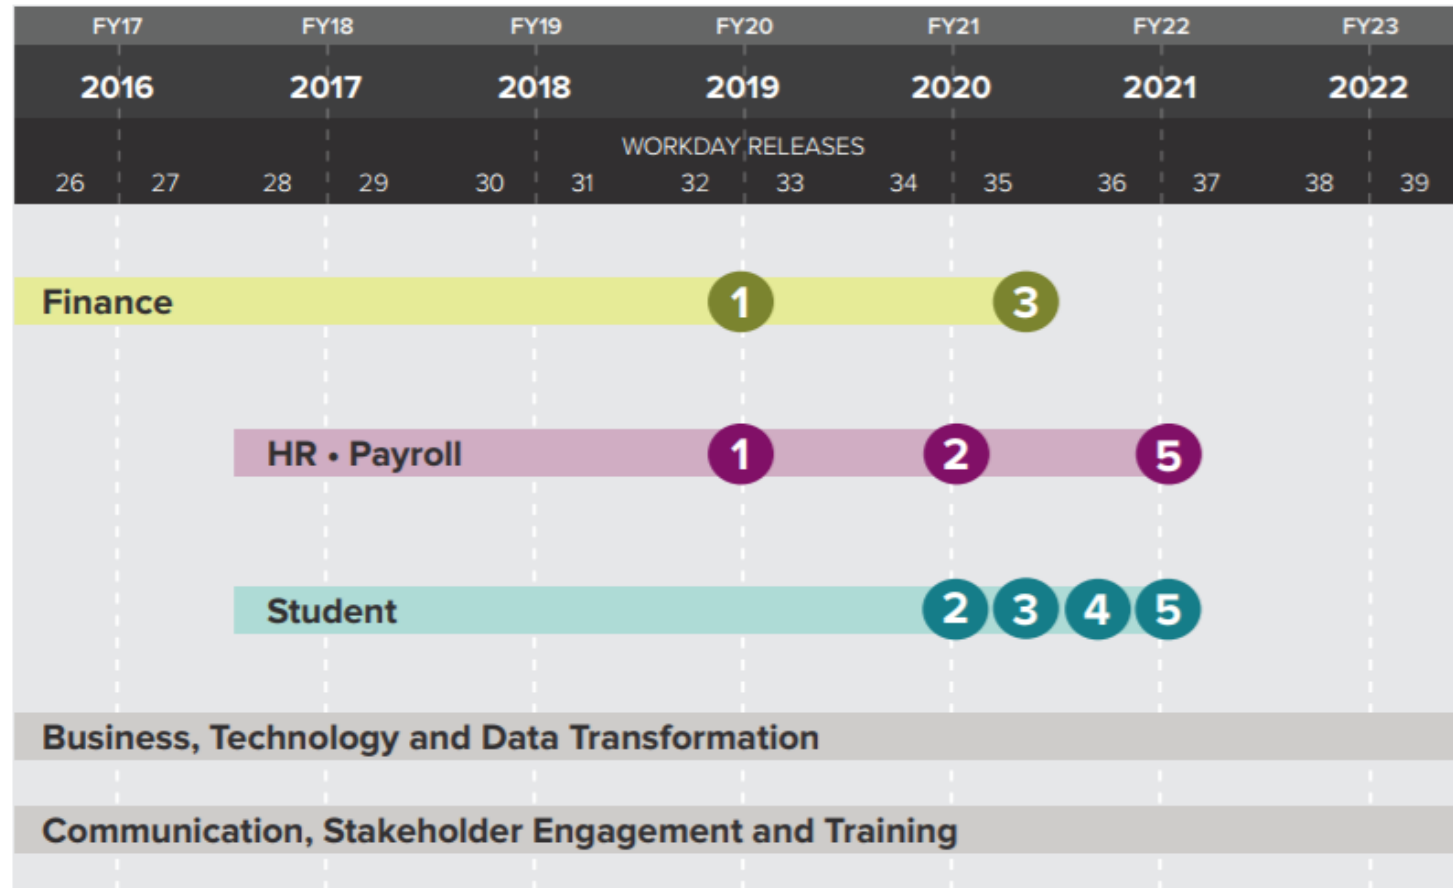 FY17 FY18 FY19 FY20 FY21 FY22 FY23
2016 2017 2018 2019 2020 2021 2022
WORKDAY RELEASES
26 27 28 29 30 31 32 33 34 35 36 37 38 39
Finance 1 3
HR • Payroll 1 2 5
Student 2 3 4 5
Business, Technology and Data Transformation
Communication, Stakeholder Engagement and Training